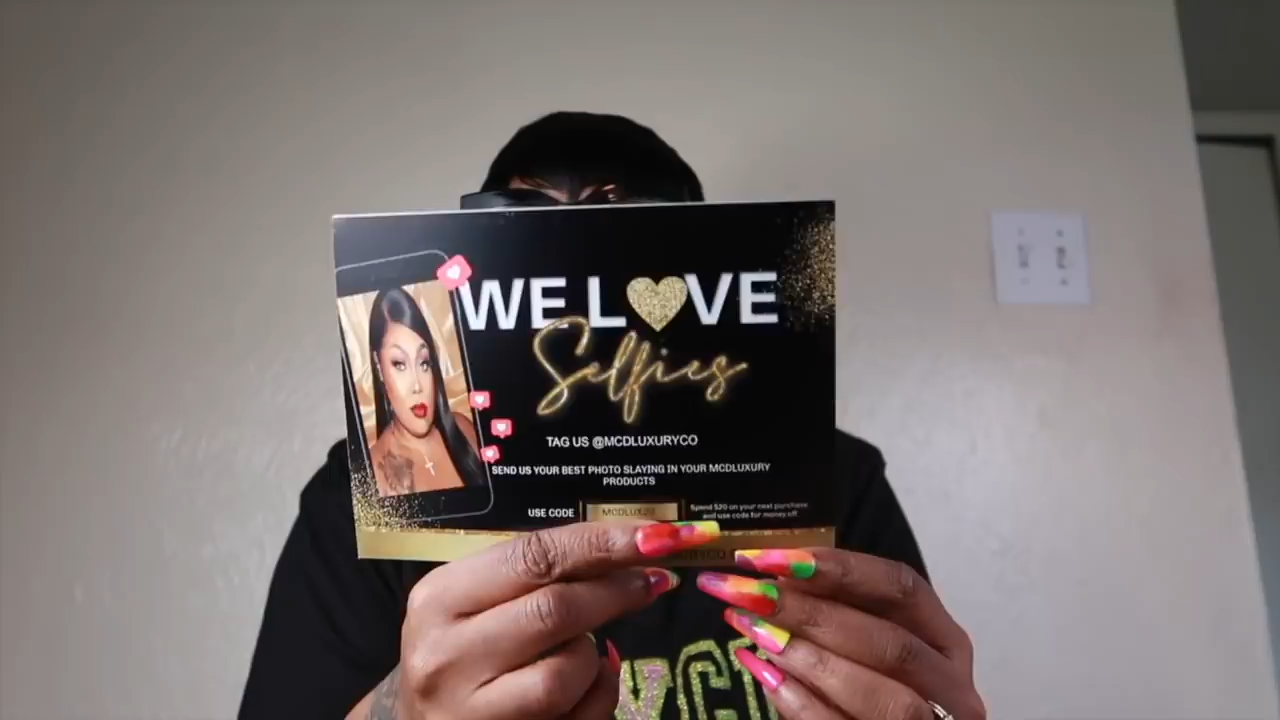 WE LOVE
Selfies
TAG US @MCDLUXURYCO
SEND US YOUR BEST PHOTO SLAYING IN YOUR MCDLUXURY
PRODUCTS
USE CODE MCDLUX20 Spend $20 on your next purchase
and use code for money off